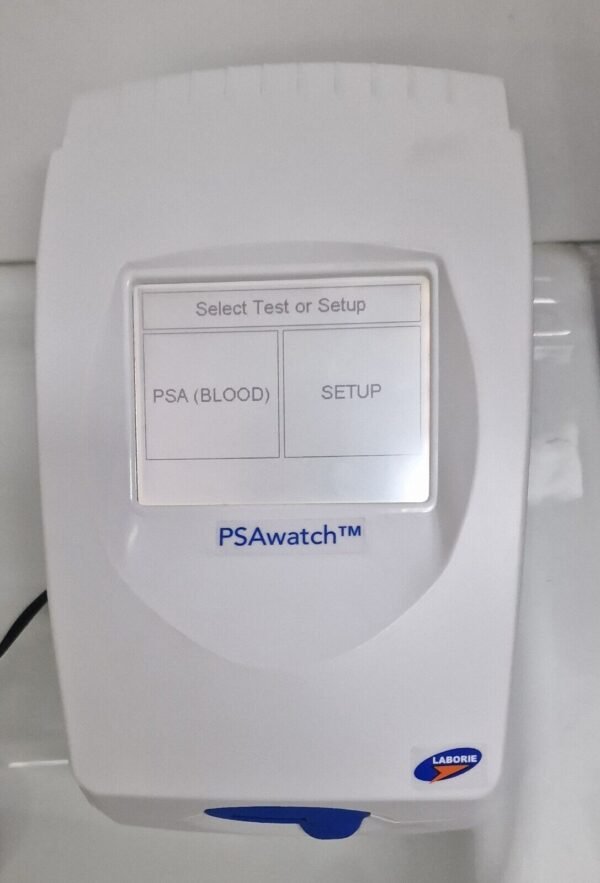 Select Test or Setup
PSA (BLOOD) SETUP
PSAwatch™
LABORIE